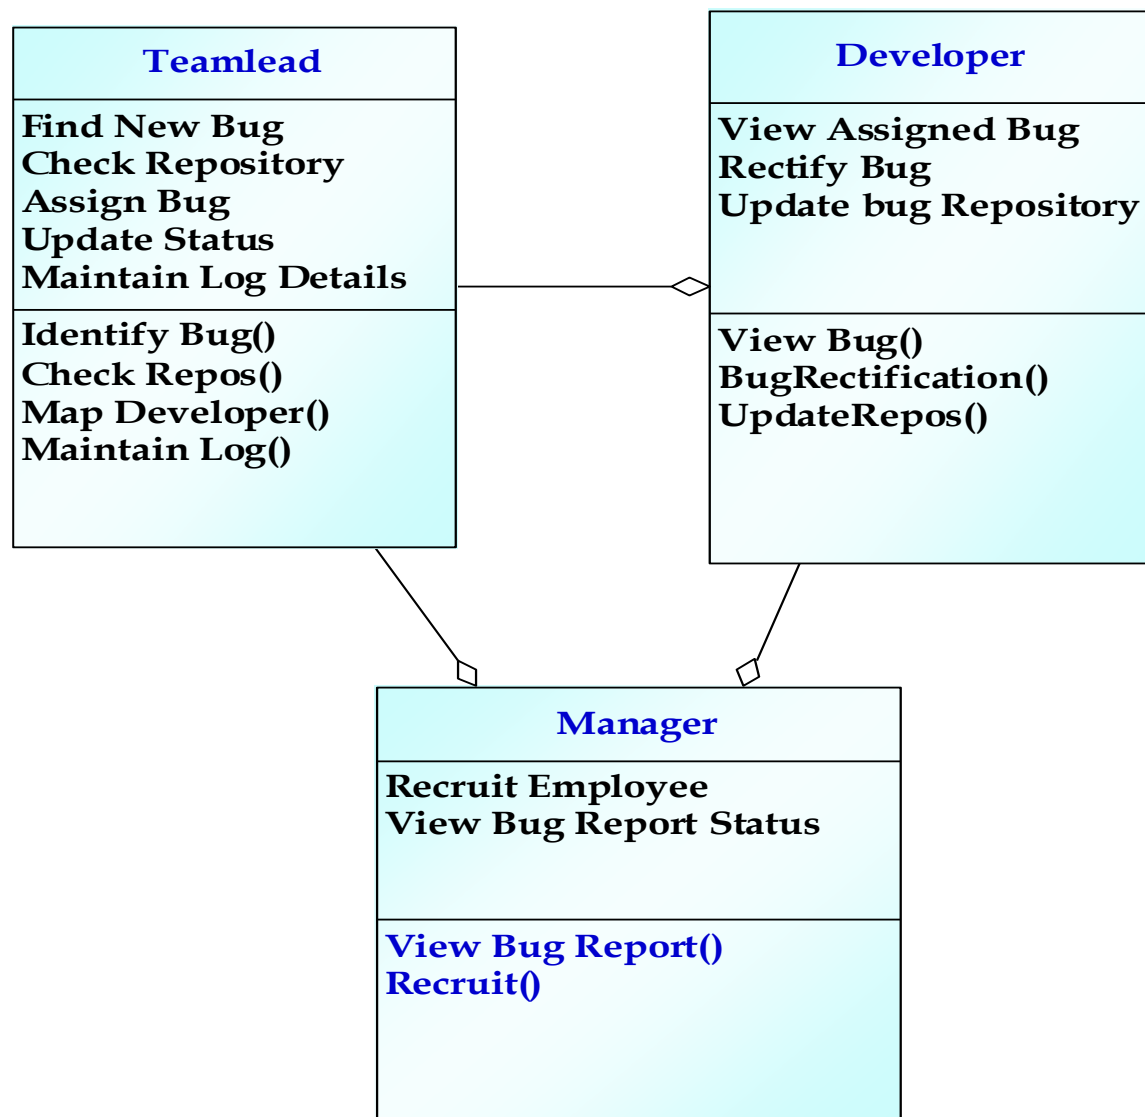 Teamlead
Find New Bug
Check Repository
Assign Bug
Update Status
Maintain Log Details
Identify Bug()
Check Repos()
Map Developer()
Maintain Log()
Developer
View Assigned Bug
Rectify Bug
Update bug Repository
View Bug()
BugRectification()
UpdateRepos()
Manager
Recruit Employee
View Bug Report Status
View Bug Report()
Recruit()